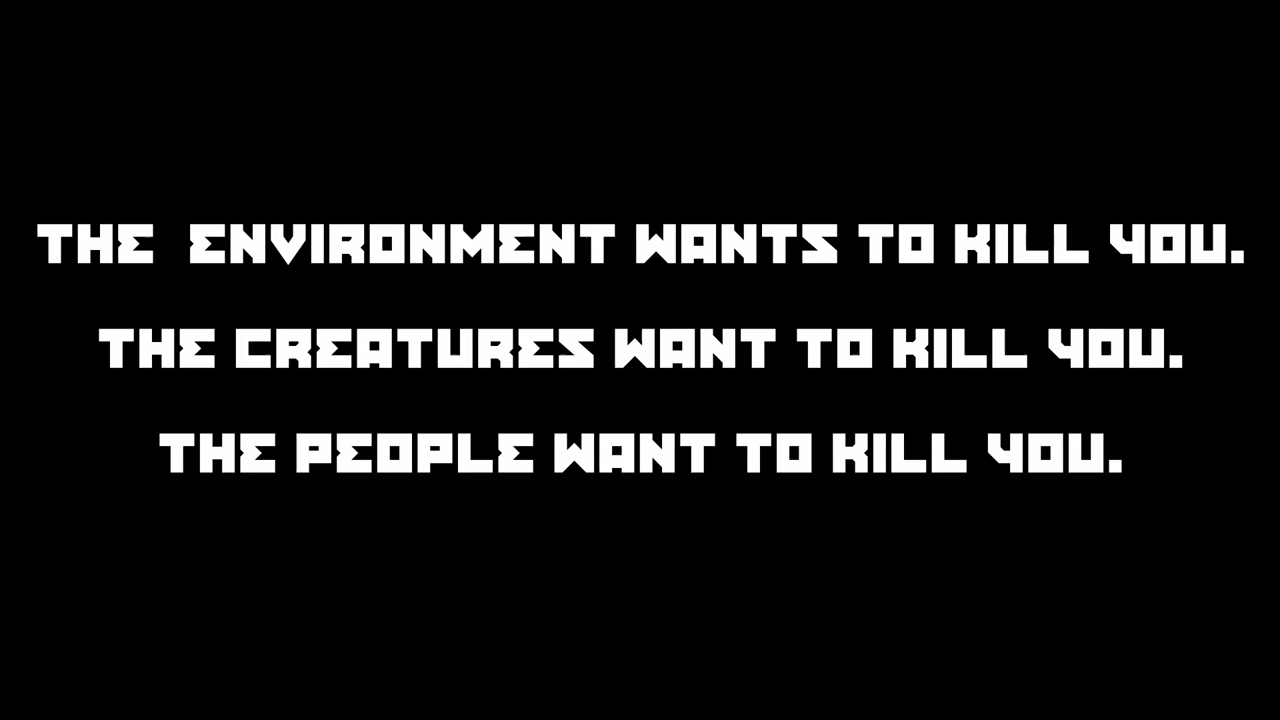 THE  ENVIRONMENT WANTS TO KILL YOU.
THE CREATURES WANT TO KILL YOU.
THE PEOPLE WANT TO KILL YOU.